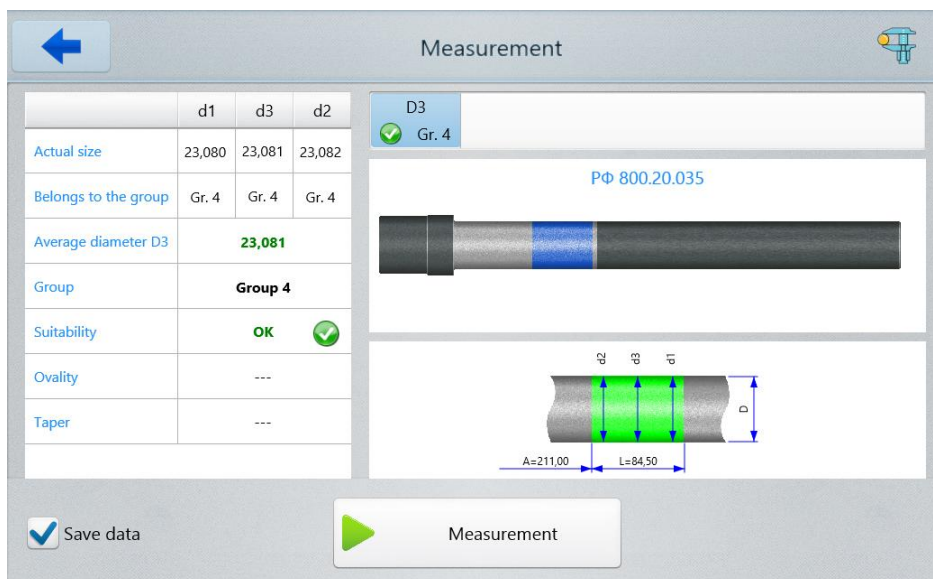 Measurement
d1 d3 d2
Actual size 23,080 23,081 23,082
Belongs to the group Gr. 4 Gr. 4 Gr. 4
Average diameter D3 23,081
Group Group 4
Suitability OK
Ovality ---
Taper ---
D3
Gr. 4
РФ 800.20.035
d2 d3 d1
D
A=211,00 L=84,50
Save data
Measurement